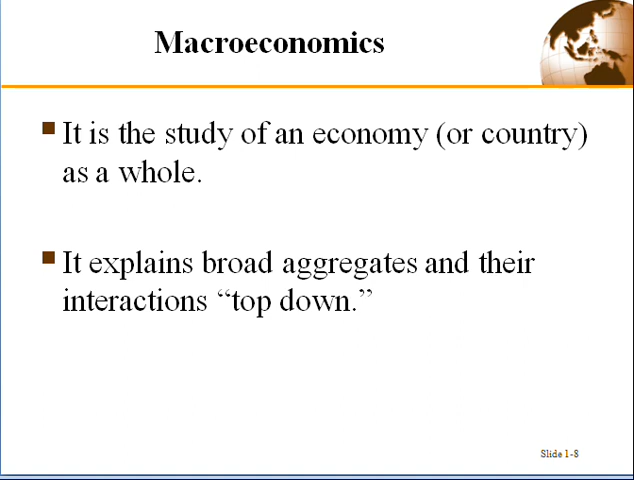 Macroeconomics
It is the study of an economy (or country)
as a whole.
It explains broad aggregates and their
interactions “top down.”
Slide 1-8